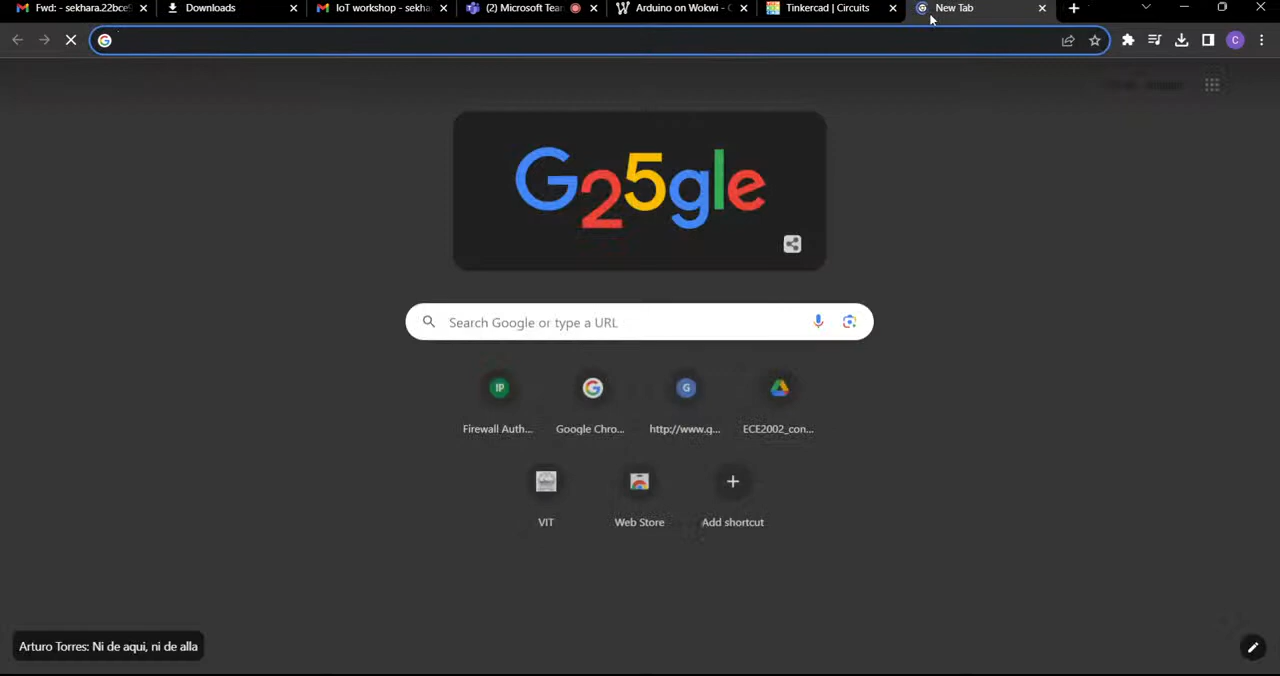 Fwd: - sekhara.22bce
Downloads
IoT workshop - sekha
(2) Microsoft Tea
Arduino on Wokwi -
Tinkercad | Circuits
New Tab
C
G25gle
Search Google or type a URL
IP
G
Firewall Auth...
Google Chro...
http://www.g...
ECE2002_con...
VIT
Web Store
Add shortcut
Arturo Torres: Ni de aqui, ni de alla